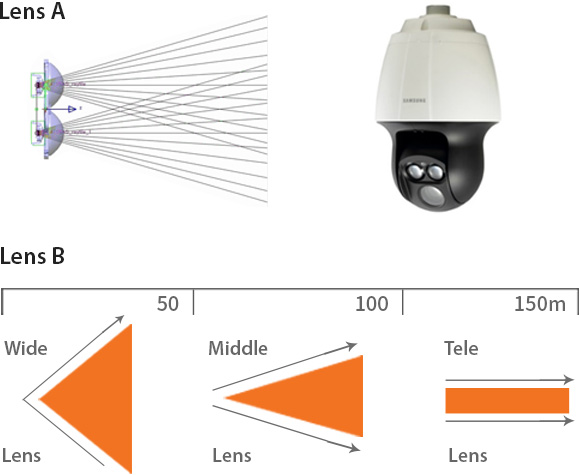 Lens A
SAMSUNG
Lens B
50
100
150m
Wide
Middle
Tele
Lens
Lens
Lens